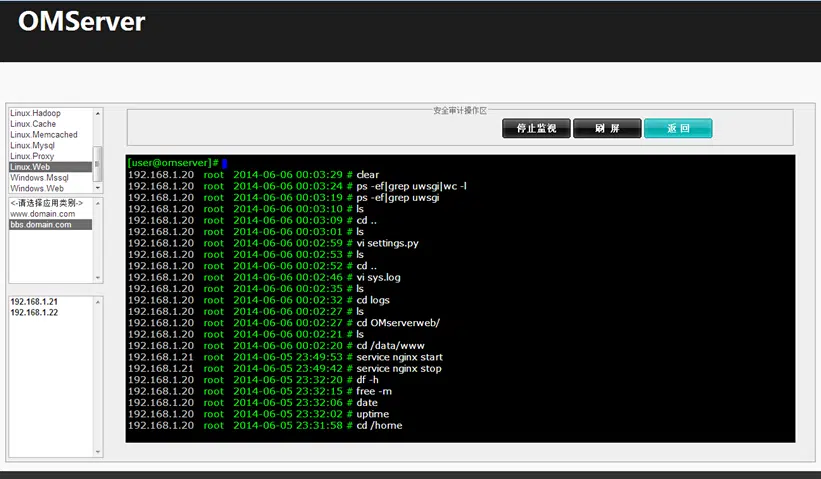 OMServer
Linux.Hadoop
Linux.Cache
Linux.Memcached
Linux.Mysql
Linux.Proxy
Linux.Web
Windows.Mssql
Windows.Web
<-请选择应用类别->
www.domain.com
bbs.domain.com
192.168.1.21
192.168.1.22
安全审计操作区
停止监视 刷 屏 返 回
[user@omserver]#
192.168.1.20 root 2014-06-06 00:03:29 # clear
192.168.1.20 root 2014-06-06 00:03:24 # ps -ef|grep uwsgi|wc -l
192.168.1.20 root 2014-06-06 00:03:19 # ps -ef|grep uwsgi
192.168.1.20 root 2014-06-06 00:03:10 # ls
192.168.1.20 root 2014-06-06 00:03:09 # cd ..
192.168.1.20 root 2014-06-06 00:03:01 # ls
192.168.1.20 root 2014-06-06 00:02:59 # vi settings.py
192.168.1.20 root 2014-06-06 00:02:53 # ls
192.168.1.20 root 2014-06-06 00:02:52 # cd ..
192.168.1.20 root 2014-06-06 00:02:46 # vi sys.log
192.168.1.20 root 2014-06-06 00:02:35 # ls
192.168.1.20 root 2014-06-06 00:02:32 # cd logs
192.168.1.20 root 2014-06-06 00:02:27 # ls
192.168.1.20 root 2014-06-06 00:02:27 # cd OMserverweb/
192.168.1.20 root 2014-06-06 00:02:21 # ls
192.168.1.20 root 2014-06-06 00:02:20 # cd /data/www
192.168.1.21 root 2014-06-05 23:49:53 # service nginx start
192.168.1.21 root 2014-06-05 23:49:42 # service nginx stop
192.168.1.20 root 2014-06-05 23:32:20 # df -h
192.168.1.20 root 2014-06-05 23:32:15 # free -m
192.168.1.20 root 2014-06-05 23:32:06 # date
192.168.1.20 root 2014-06-05 23:32:02 # uptime
192.168.1.20 root 2014-06-05 23:31:58 # cd /home